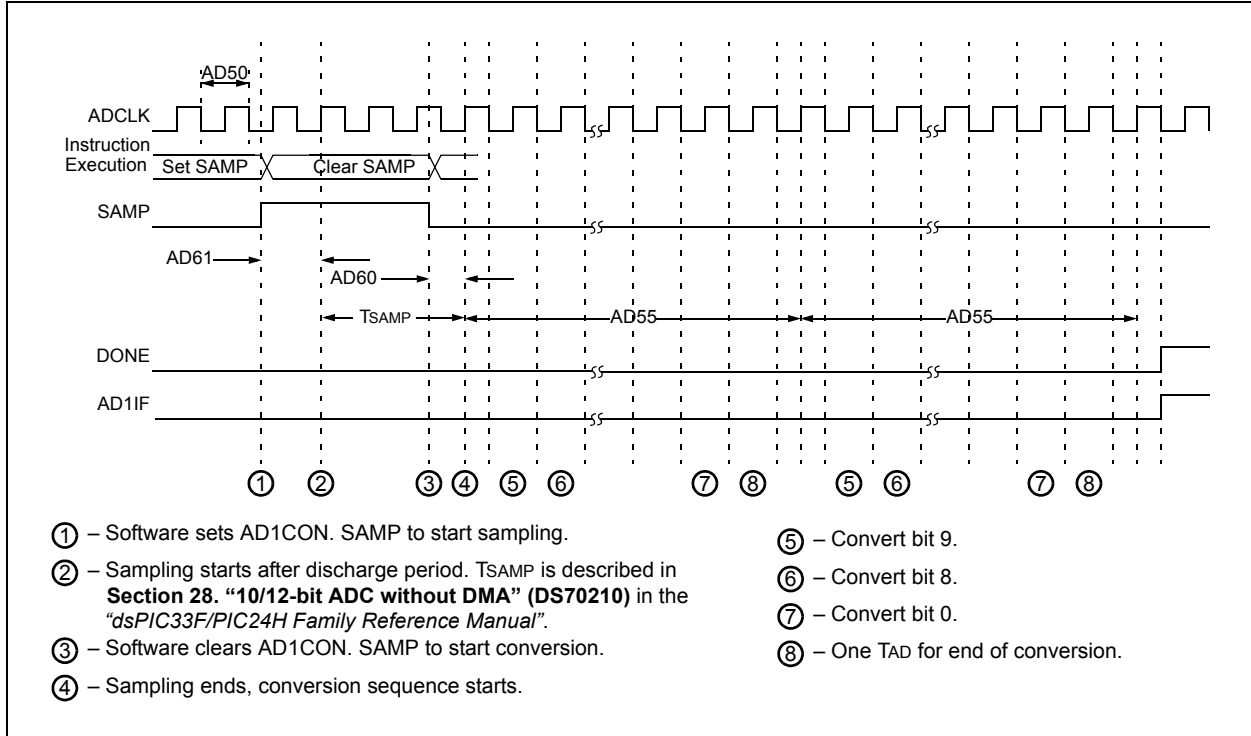 AD50
ADCLK
Instruction
Execution
Set SAMP
Clear SAMP
SAMP
AD61
AD60
TSAMP
AD55
AD55
DONE
AD1IF
1 2 3 4 5 6 7 8 5 6 7 8
1 – Software sets AD1CON. SAMP to start sampling.
2 – Sampling starts after discharge period. TSAMP is described in
Section 28. “10/12-bit ADC without DMA” (DS70210) in the
“dsPIC33F/PIC24H Family Reference Manual”.
3 – Software clears AD1CON. SAMP to start conversion.
4 – Sampling ends, conversion sequence starts.
5 – Convert bit 9.
6 – Convert bit 8.
7 – Convert bit 0.
8 – One TAD for end of conversion.